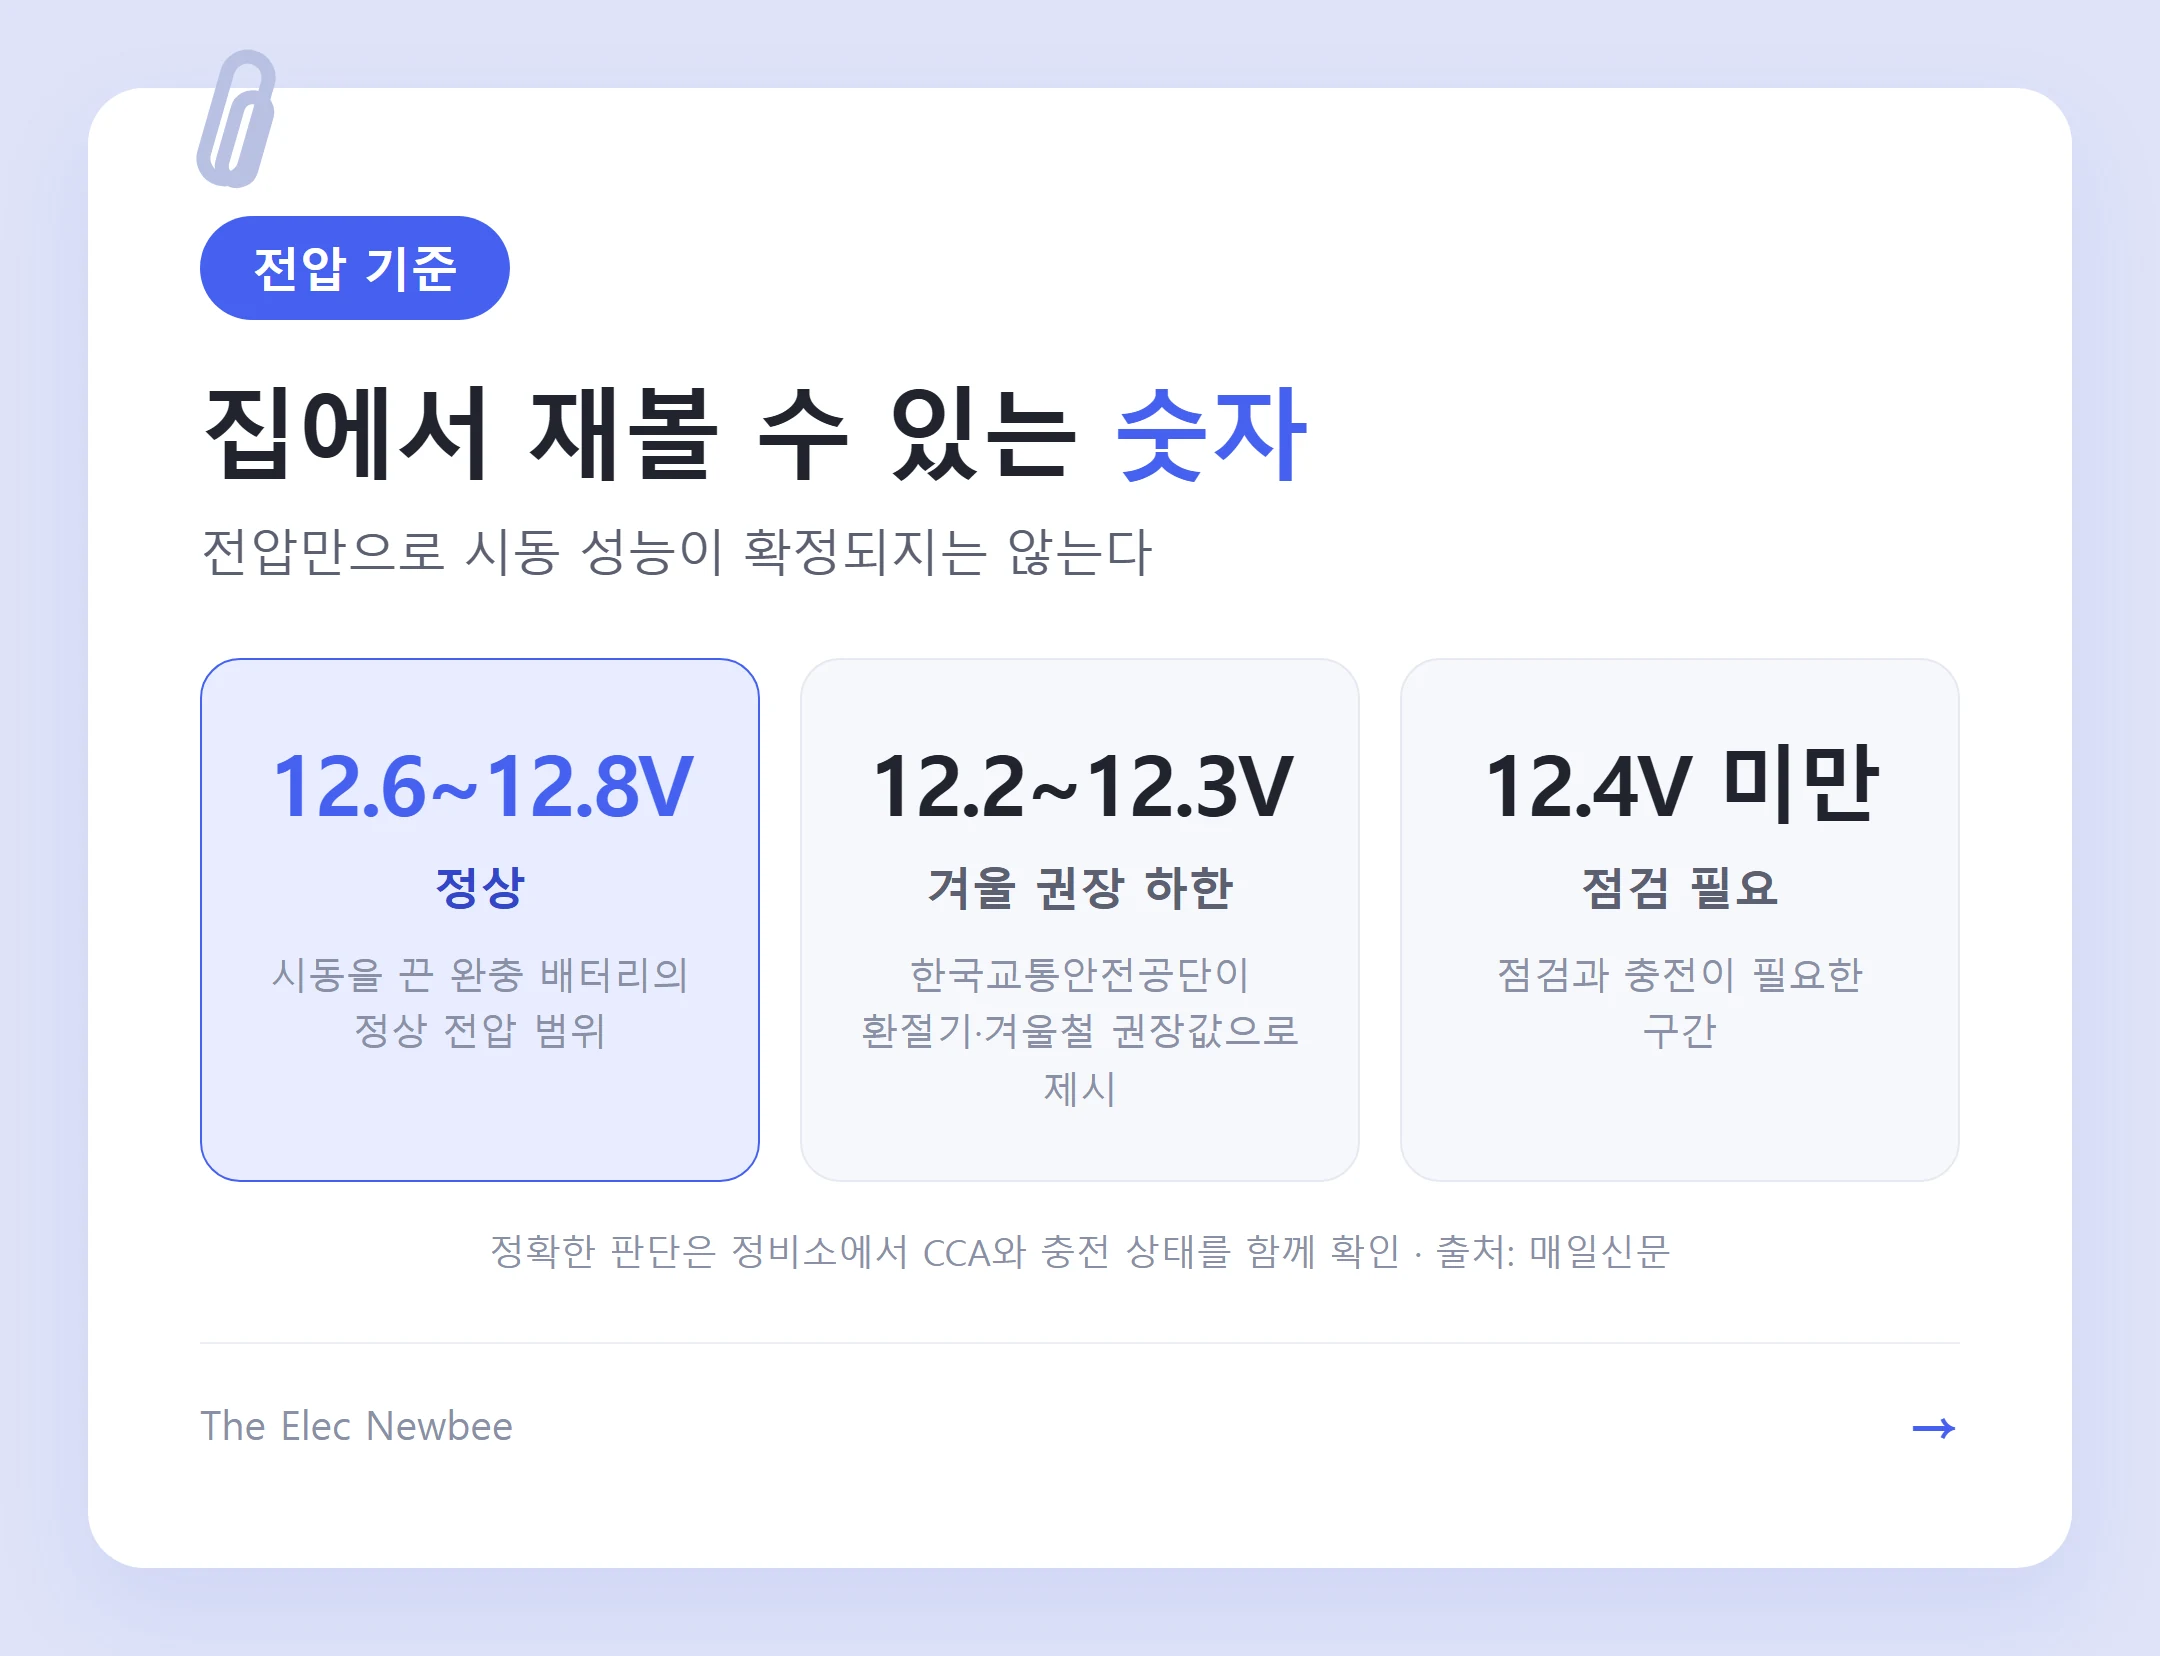 전압 기준
집에서 재볼 수 있는 숫자
전압만으로 시동 성능이 확정되지는 않는다
12.6~12.8V
정상
시동을 끈 완충 배터리의
정상 전압 범위
12.2~12.3V
겨울 권장 하한
한국교통안전공단이
환절기·겨울철 권장값으로
제시
12.4V 미만
점검 필요
점검과 충전이 필요한
구간
정확한 판단은 정비소에서 CCA와 충전 상태를 함께 확인 · 출처: 매일신문
The Elec Newbee
→